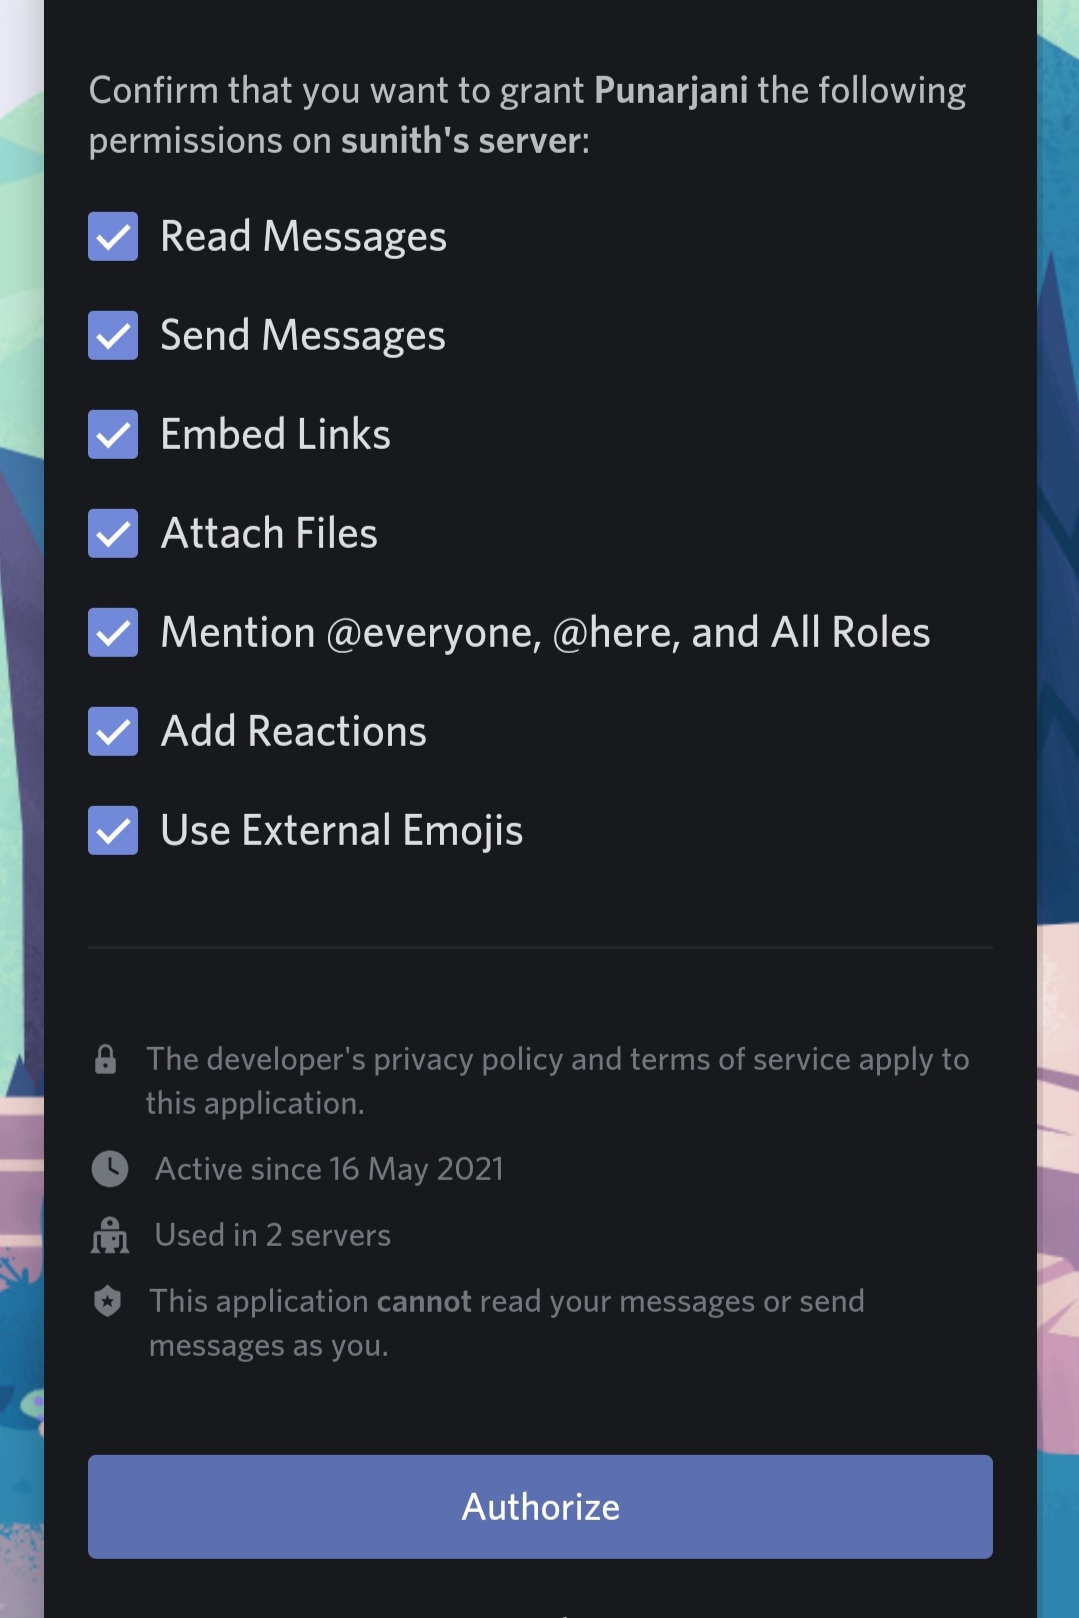 Confirm that you want to grant Punarjani the following
permissions on sunith's server:
Read Messages
Send Messages
Embed Links
Attach Files
Mention @everyone, @here, and All Roles
Add Reactions
Use External Emojis
The developer's privacy policy and terms of service apply to
this application.
Active since 16 May 2021
Used in 2 servers
This application cannot read your messages or send
messages as you.
Authorize